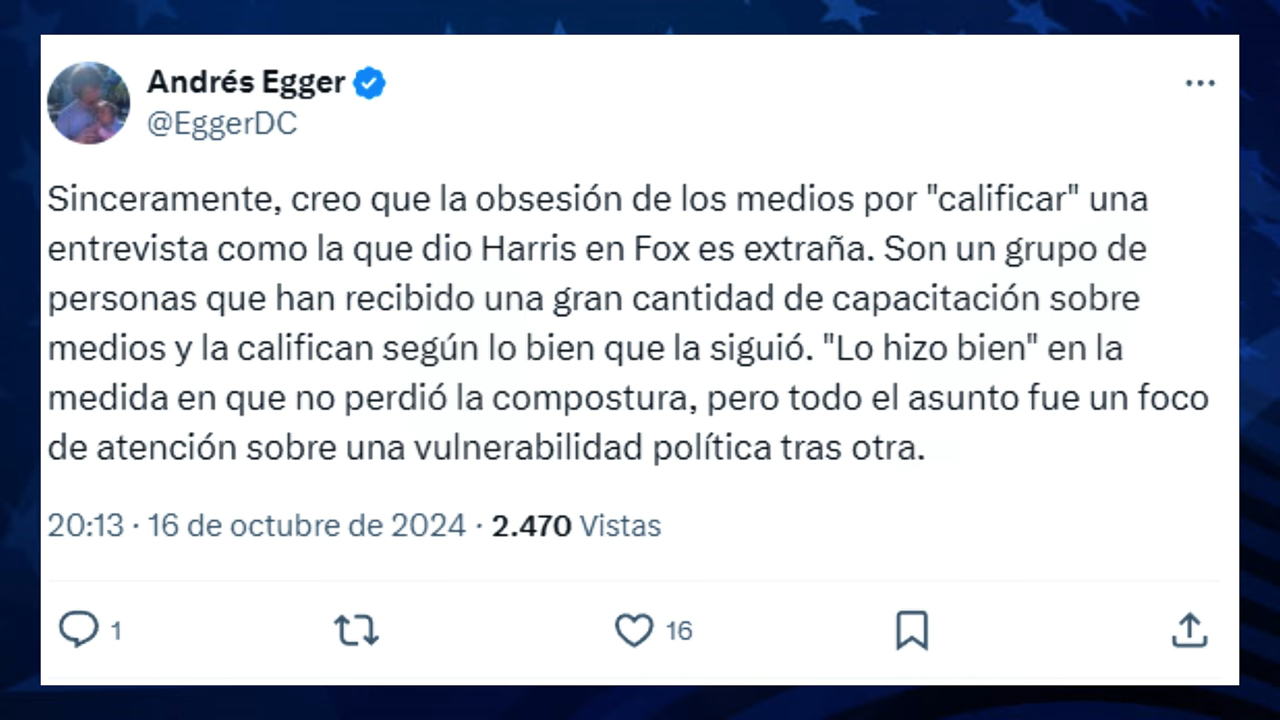 Andrés Egger
@EggerDC
Sinceramente, creo que la obsesión de los medios por "calificar" una
entrevista como la que dio Harris en Fox es extraña. Son un grupo de
personas que han recibido una gran cantidad de capacitación sobre
medios y la califican según lo bien que la siguió. "Lo hizo bien" en la
medida en que no perdió la compostura, pero todo el asunto fue un foco
de atención sobre una vulnerabilidad política tras otra.
20:13 · 16 de octubre de 2024 · 2.470 Vistas
1 16